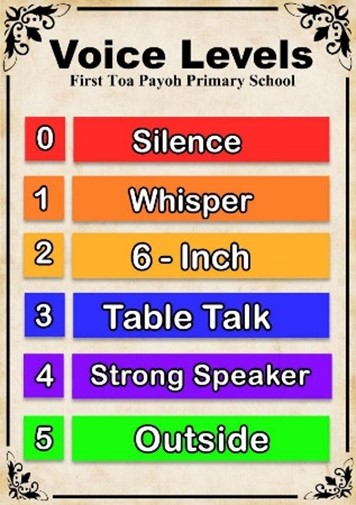 Voice Levels
First Toa Payoh Primary School
0 Silence
1 Whisper
2 6 - Inch
3 Table Talk
4 Strong Speaker
5 Outside